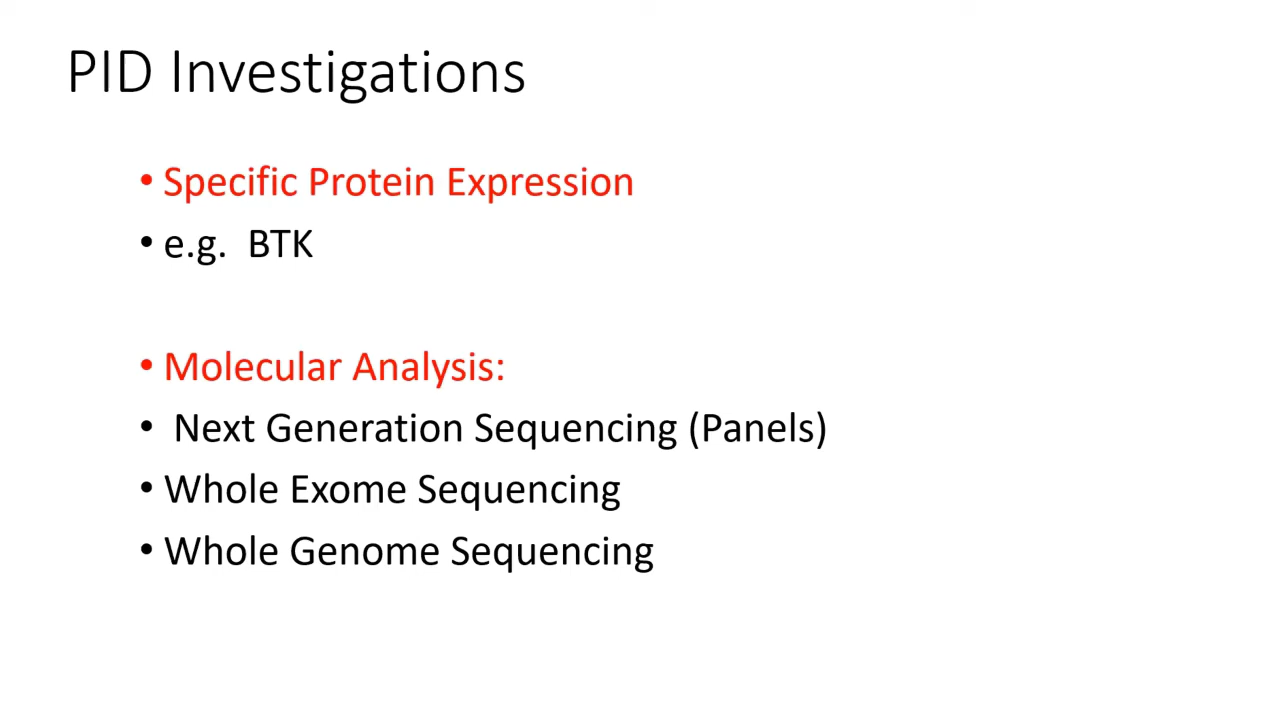 PID Investigations
• Specific Protein Expression
• e.g. BTK
• Molecular Analysis:
• Next Generation Sequencing (Panels)
• Whole Exome Sequencing
• Whole Genome Sequencing